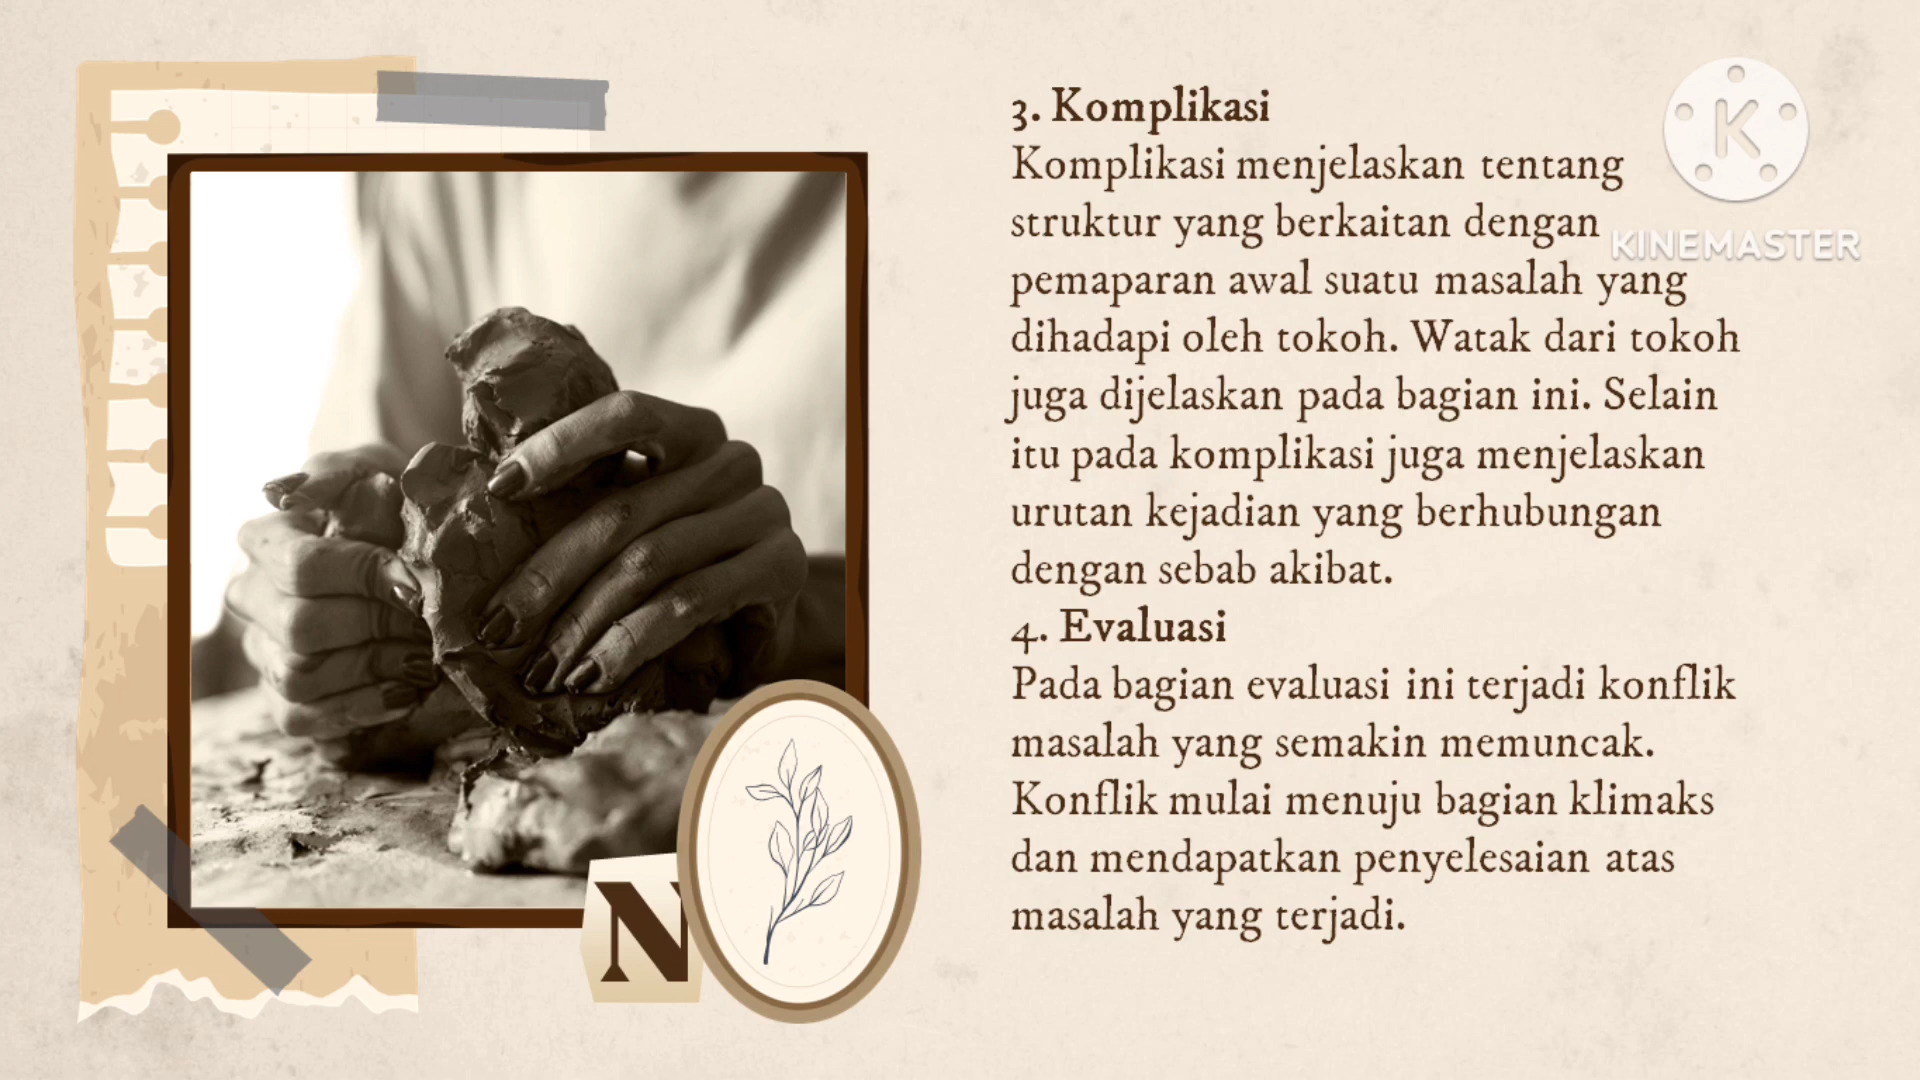 3. Komplikasi
Komplikasi menjelaskan tentang
struktur yang berkaitan dengan
pemaparan awal suatu masalah yang
dihadapi oleh tokoh. Watak dari tokoh
juga dijelaskan pada bagian ini. Selain
itu pada komplikasi juga menjelaskan
urutan kejadian yang berhubungan
dengan sebab akibat.
4. Evaluasi
Pada bagian evaluasi ini terjadi konflik
masalah yang semakin memuncak.
Konflik mulai menuju bagian klimaks
dan mendapatkan penyelesaian atas
masalah yang terjadi.
K
KINEMASTER
N